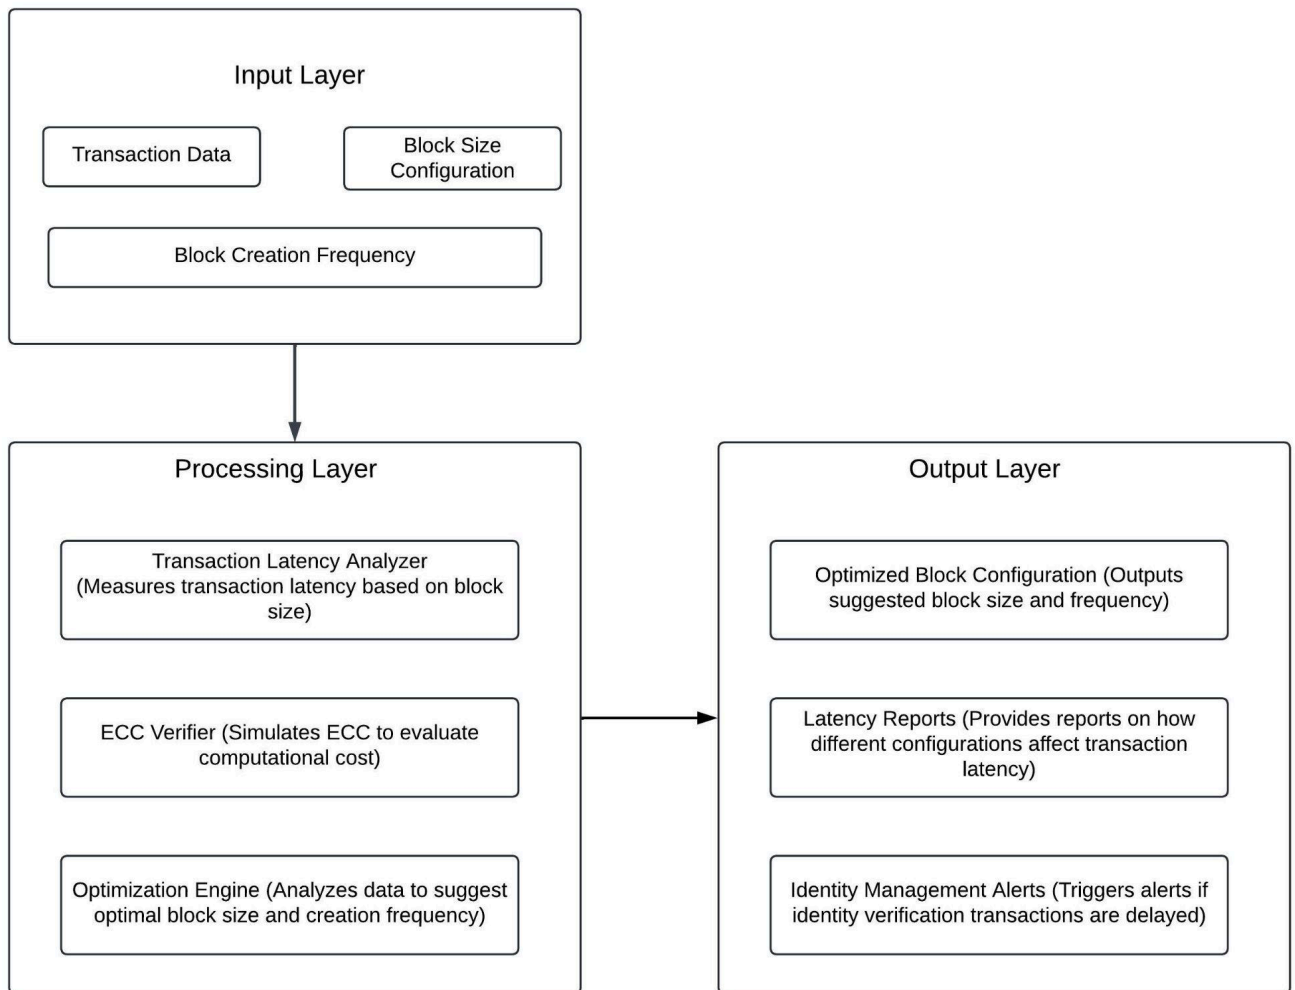 Input Layer
Transaction Data
Block Size
Configuration
Block Creation Frequency
Processing Layer
Transaction Latency Analyzer
(Measures transaction latency based on block
size)
ECC Verifier (Simulates ECC to evaluate
computational cost)
Optimization Engine (Analyzes data to suggest
optimal block size and creation frequency)
Output Layer
Optimized Block Configuration (Outputs
suggested block size and frequency)
Latency Reports (Provides reports on how
different configurations affect transaction
latency)
Identity Management Alerts (Triggers alerts if
identity verification transactions are delayed)